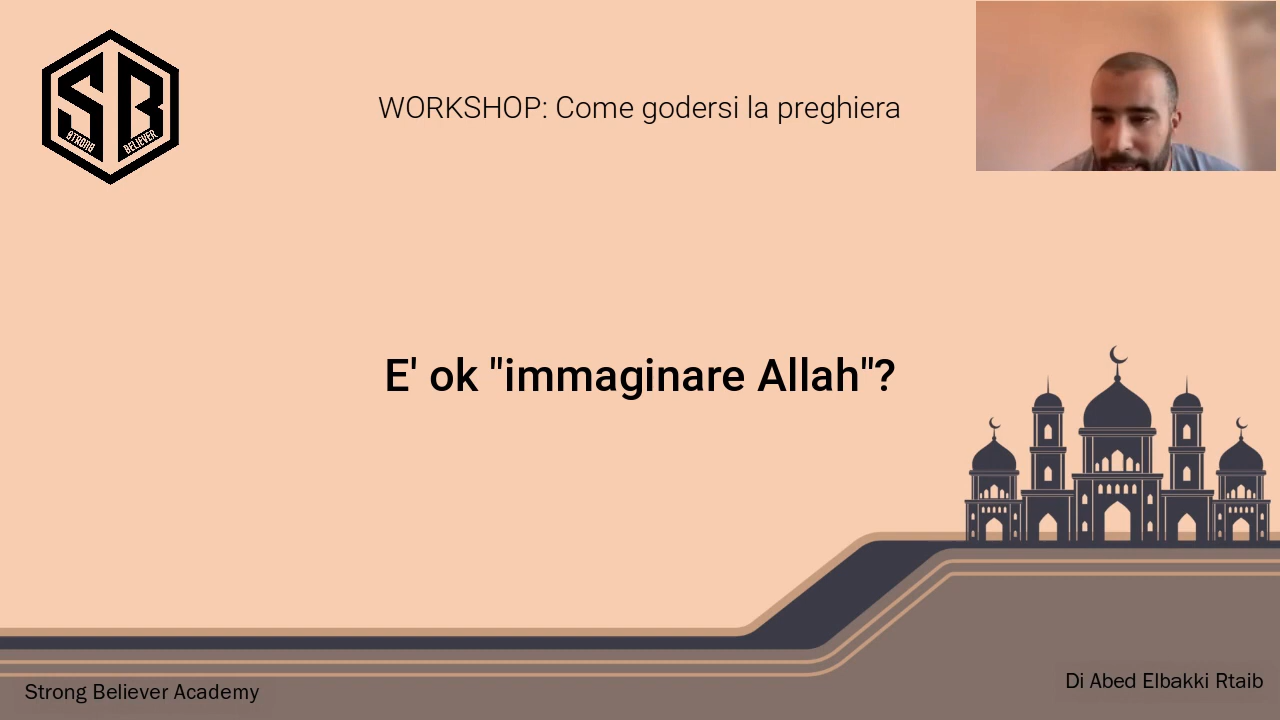 SB
STRONG BELIEVER
WORKSHOP: Come godersi la preghiera
E' ok "immaginare Allah"?
Strong Believer Academy
Di Abed Elbakki Rtaib